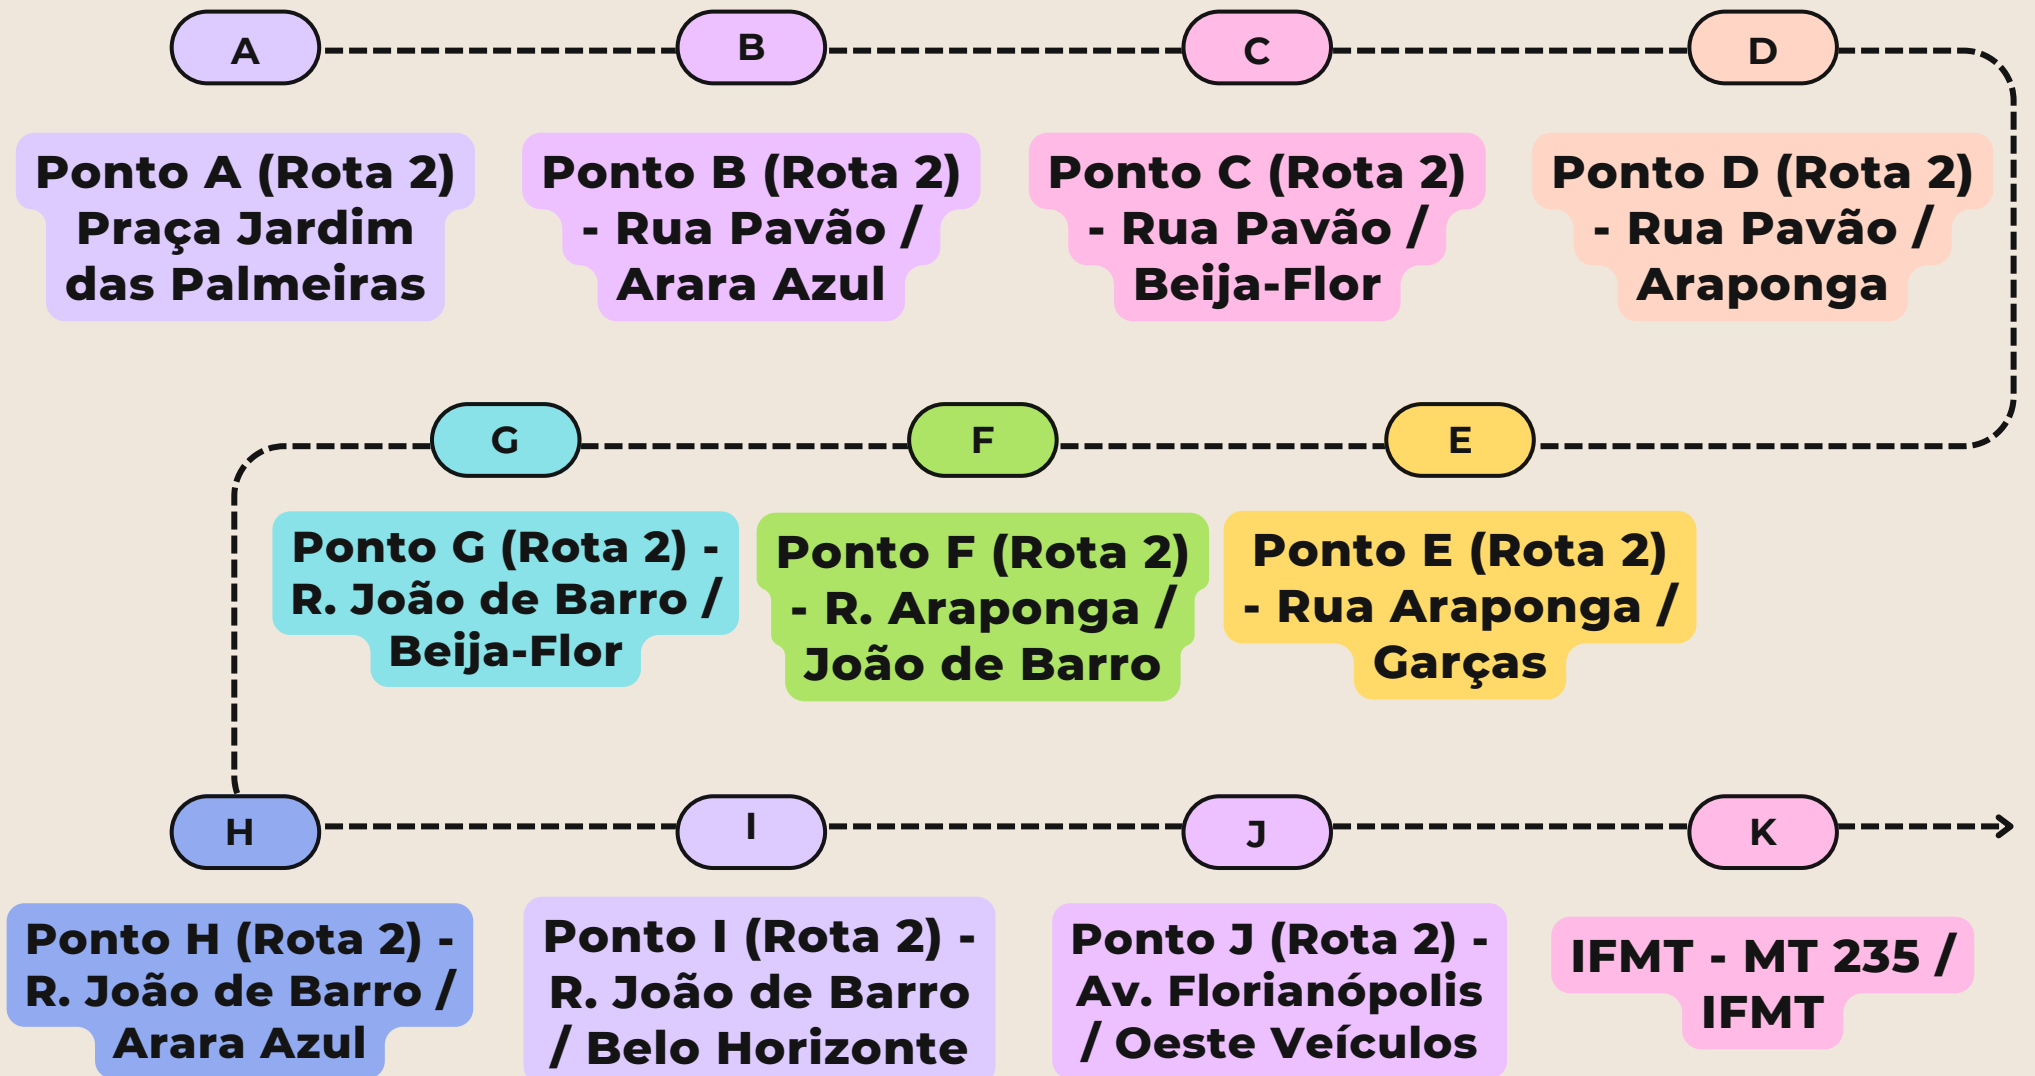 A
B
C
D
Ponto A (Rota 2)
Praça Jardim
das Palmeiras
Ponto B (Rota 2)
- Rua Pavão /
Arara Azul
Ponto C (Rota 2)
- Rua Pavão /
Beija-Flor
Ponto D (Rota 2)
- Rua Pavão /
Araponga
G
F
E
Ponto G (Rota 2) -
R. João de Barro /
Beija-Flor
Ponto F (Rota 2)
- R. Araponga /
João de Barro
Ponto E (Rota 2)
- Rua Araponga /
Garças
H
I
J
K
Ponto H (Rota 2) -
R. João de Barro /
Arara Azul
Ponto I (Rota 2) -
R. João de Barro
/ Belo Horizonte
Ponto J (Rota 2) -
Av. Florianópolis
/ Oeste Veículos
IFMT - MT 235 /
IFMT